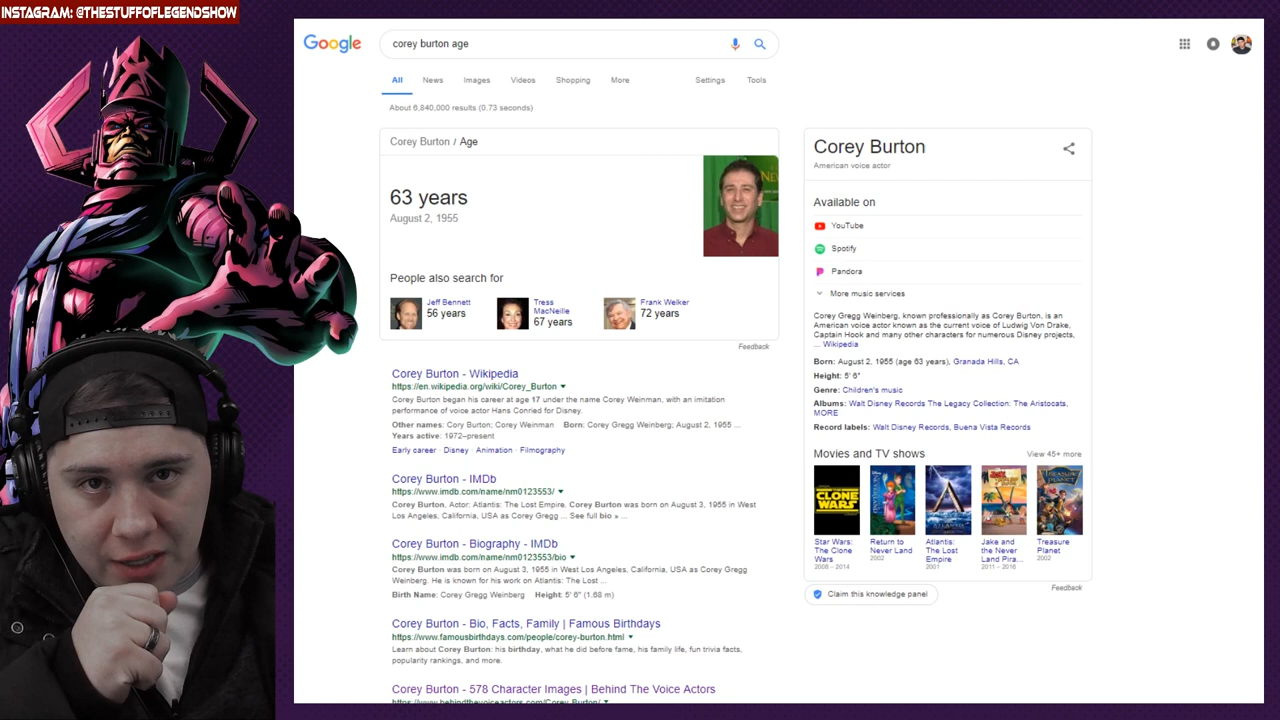 INSTAGRAM: @THESTUFFOFLEGENDSHOW
Google
corey burton age
All
News
Images
Videos
Shopping
More
Settings
Tools
About 6,840,000 results (0.73 seconds)
Corey Burton / Age
63 years
August 2, 1955
People also search for
Jeff Bennett
56 years
Tress
MacNeille
67 years
Frank Welker
72 years
Feedback
Corey Burton - Wikipedia
https://en.wikipedia.org/wiki/Corey_Burton
Corey Burton began his career at age 17 under the name Corey Weinman, with an imitation
performance of voice actor Hans Conried for Disney.
Other names: Cory Burton; Corey Weinman Born: Corey Gregg Weinberg; August 2, 1955 ...
Years active: 1972–present
Early career · Disney · Animation · Filmography
Corey Burton - IMDb
https://www.imdb.com/name/nm0123553/
Corey Burton, Actor: Atlantis: The Lost Empire. Corey Burton was born on August 3, 1955 in West
Los Angeles, California, USA as Corey Gregg ... See full bio » ...
Corey Burton - Biography - IMDb
https://www.imdb.com/name/nm0123553/bio
Corey Burton was born on August 3, 1955 in West Los Angeles, California, USA as Corey Gregg
Weinberg. He is known for his work on Atlantis: The Lost ...
Birth Name: Corey Gregg Weinberg Height: 5' 6" (1.68 m)
Corey Burton - Bio, Facts, Family | Famous Birthdays
https://www.famousbirthdays.com/people/corey-burton.html
Learn about Corey Burton: his birthday, what he did before fame, his family life, fun trivia facts,
popularity rankings, and more.
Corey Burton - 578 Character Images | Behind The Voice Actors
https://www.behindthevoiceactors.com/Corey-Burton/
Corey Burton
American voice actor
Available on
YouTube
Spotify
Pandora
More music services
Corey Gregg Weinberg, known professionally as Corey Burton, is an
American voice actor known as the current voice of Ludwig Von Drake,
Captain Hook and many other characters for numerous Disney projects,
... Wikipedia
Born: August 2, 1955 (age 63 years), Granada Hills, CA
Height: 5' 6"
Genre: Children's music
Albums: Walt Disney Records The Legacy Collection: The Aristocats,
MORE
Record labels: Walt Disney Records, Buena Vista Records
Movies and TV shows
View 45+ more
STAR WARS
THE CLONE WARS
ATLANTIS
TREASURE PLANET
Star Wars:
The Clone
Wars
2008 - 2014
Return to
Never Land
2002
Atlantis:
The Lost
Empire
2001
Jake and
the Never
Land Pira...
2011 - 2016
Treasure
Planet
2002
Feedback
Claim this knowledge panel